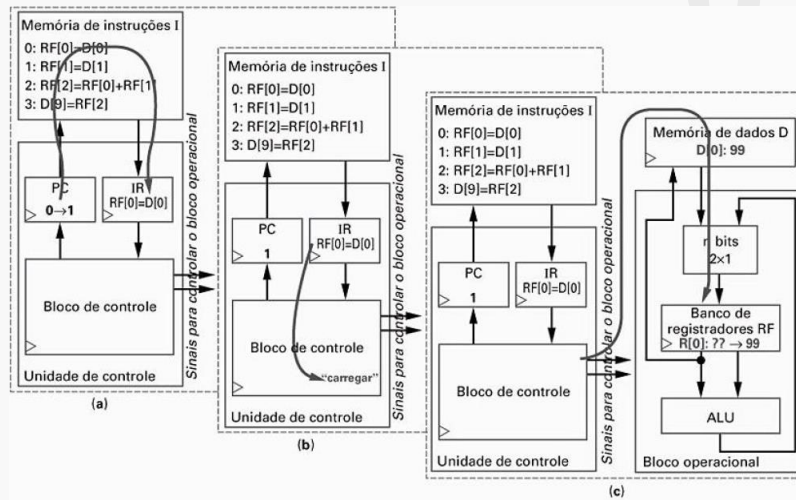 Memória de instruções I
0: RF[0]=D[0]
1: RF[1]=D[1]
2: RF[2]=RF[0]+RF[1]
3: D[9]=RF[2]
PC
0→1
IR
RF[0]=D[0]
Bloco de controle
Unidade de controle
Sinais para controlar o bloco operacional
(a)
Memória de instruções I
0: RF[0]=D[0]
1: RF[1]=D[1]
2: RF[2]=RF[0]+RF[1]
3: D[9]=RF[2]
PC
1
IR
RF[0]=D[0]
Bloco de controle
"carregar"
Unidade de controle
Sinais para controlar o bloco operacional
(b)
Memória de instruções I
0: RF[0]=D[0]
1: RF[1]=D[1]
2: RF[2]=RF[0]+RF[1]
3: D[9]=RF[2]
PC
1
IR
RF[0]=D[0]
Bloco de controle
Unidade de controle
Sinais para controlar o bloco operacional
Memória de dados D
D[0]: 99
n bits
2×1
Banco de
registradores RF
R[0]: ?? → 99
ALU
Bloco operacional
(c)